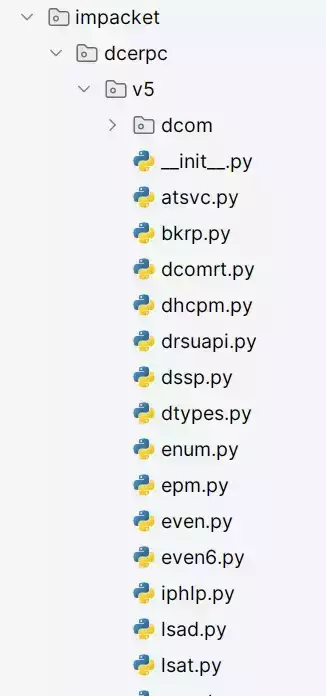 impacket
dcerpc
v5
dcom
__init__.py
atsvc.py
bkrp.py
dcomrt.py
dhcpm.py
drsuapi.py
dssp.py
dtypes.py
enum.py
epm.py
even.py
even6.py
iphlp.py
lsad.py
lsat.py